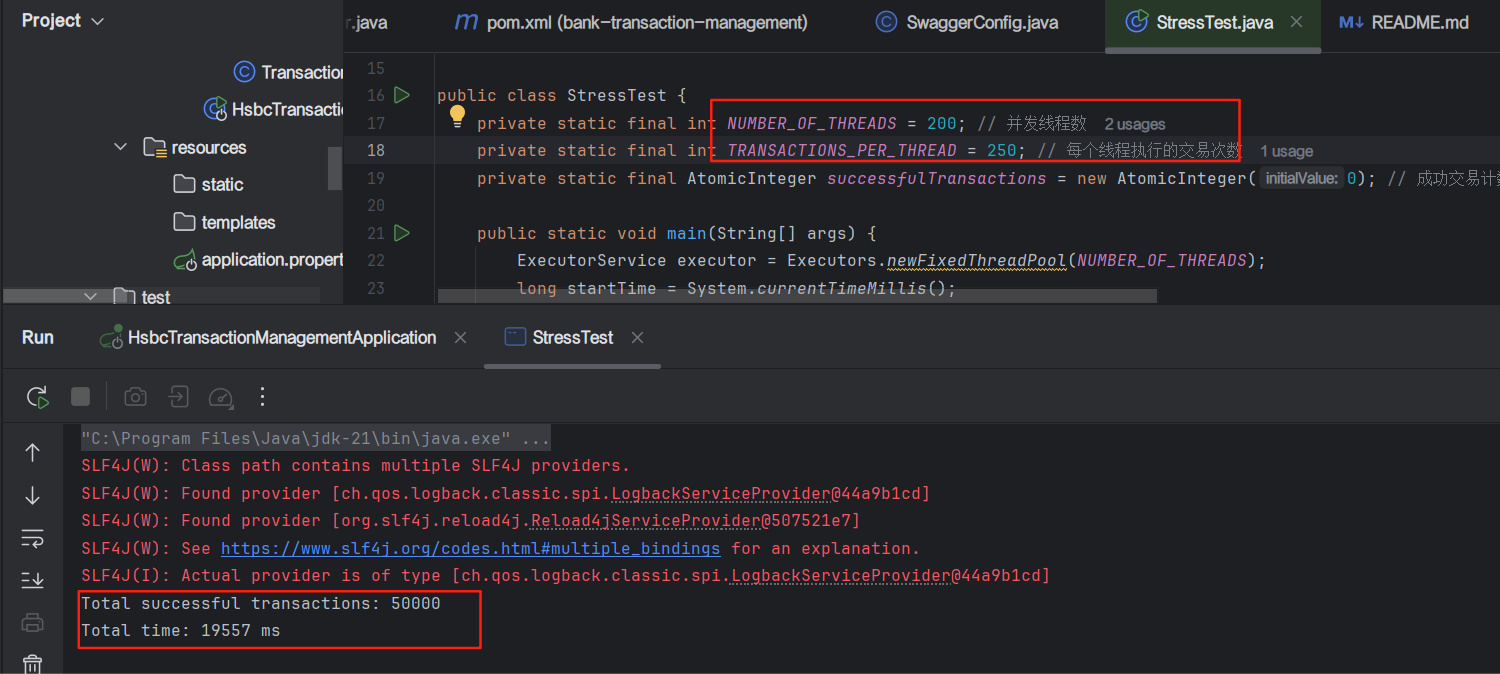 Project
r.java
pom.xml (bank-transaction-management)
SwaggerConfig.java
StressTest.java
M↓ README.md
Transaction
HsbcTransactic
resources
static
templates
application.propert
test
15
16 public class StressTest {
17 private static final int NUMBER_OF_THREADS = 200; // 并发线程数 2 usages
18 private static final int TRANSACTIONS_PER_THREAD = 250; // 每个线程执行的交易次数 1 usage
19 private static final AtomicInteger successfulTransactions = new AtomicInteger( initialValue: 0); // 成功交易计数
20
21 public static void main(String[] args) {
22 ExecutorService executor = Executors.newFixedThreadPool(NUMBER_OF_THREADS);
23 long startTime = System.currentTimeMillis();
Run
HsbcTransactionManagementApplication
StressTest
"C:\Program Files\Java\jdk-21\bin\java.exe" ...
SLF4J(W): Class path contains multiple SLF4J providers.
SLF4J(W): Found provider [ch.qos.logback.classic.spi.LogbackServiceProvider@44a9b1cd]
SLF4J(W): Found provider [org.slf4j.reload4j.Reload4jServiceProvider@507521e7]
SLF4J(W): See https://www.slf4j.org/codes.html#multiple_bindings for an explanation.
SLF4J(I): Actual provider is of type [ch.qos.logback.classic.spi.LogbackServiceProvider@44a9b1cd]
Total successful transactions: 50000
Total time: 19557 ms